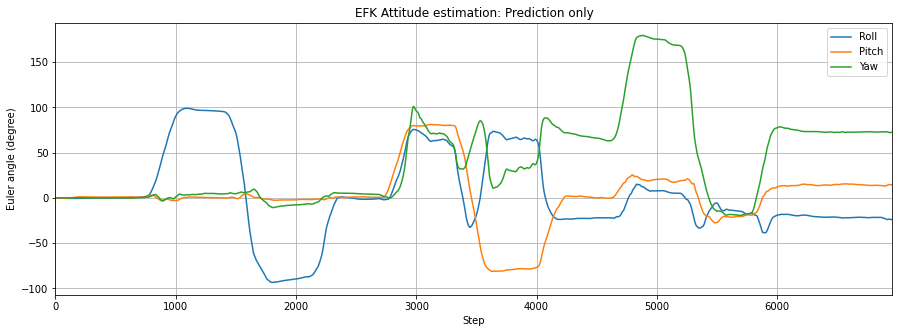 EFK Attitude estimation: Prediction only
Roll
Pitch
Yaw
Euler angle (degree)
150
100
50
0
−50
−100
0 1000 2000 3000 4000 5000 6000
Step